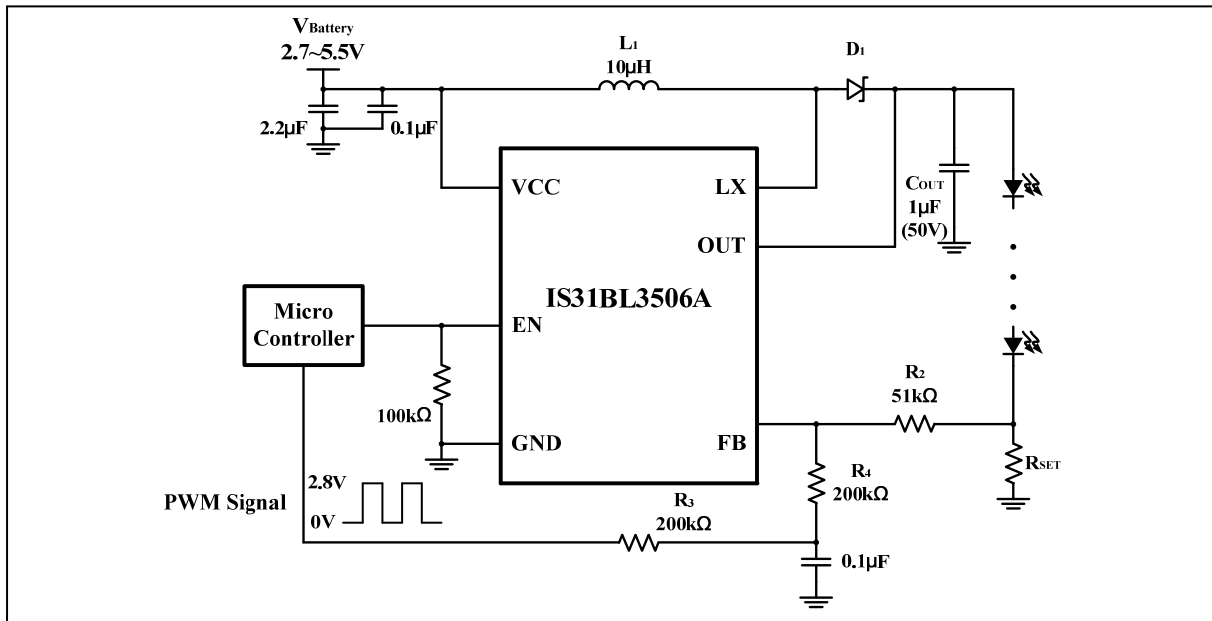 VBattery
2.7~5.5V
L1
10µH
D1
2.2µF
0.1µF
VCC
LX
COUT
1µF
(50V)
OUT
IS31BL3506A
Micro
Controller
EN
R2
51kΩ
100kΩ
GND
FB
RSET
R4
200kΩ
PWM Signal
2.8V
0V
R3
200kΩ
0.1µF